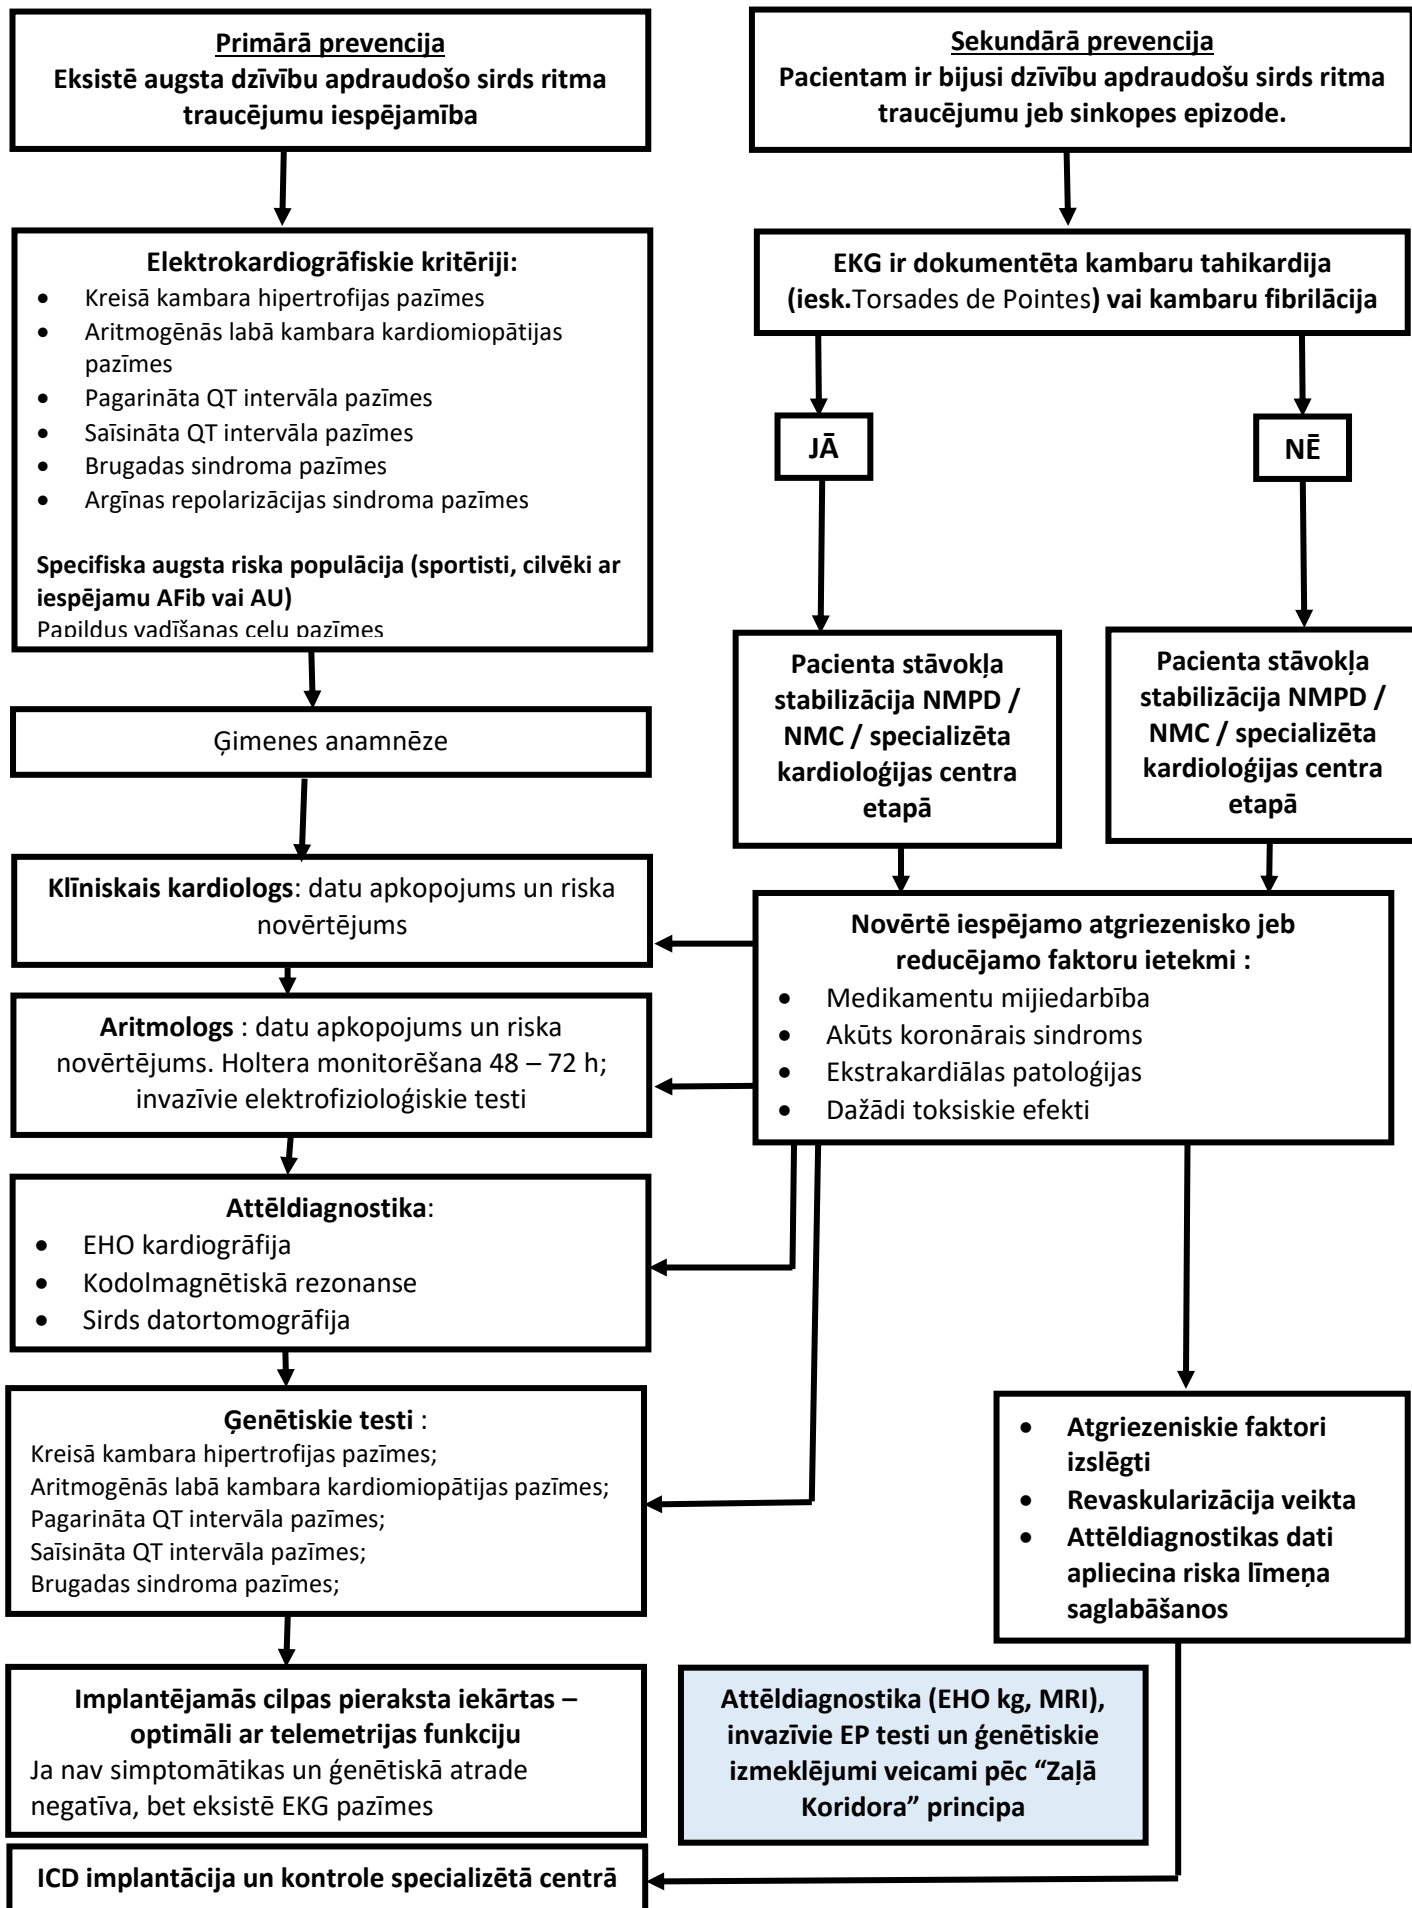 Primārā prevencija
Eksistē augsta dzīvību apdraudošo sirds ritma
traucējumu iespējamība
Sekundārā prevencija
Pacientam ir bijusi dzīvību apdraudošu sirds ritma
traucējumu jeb sinkopes epizode.
Elektrokardiogrāfiskie kritēriji:
• Kreisā kambara hipertrofijas pazīmes
• Aritmogēnās labā kambara kardiomiopātijas
pazīmes
• Pagarināta QT intervāla pazīmes
• Saīsināta QT intervāla pazīmes
• Brugadas sindroma pazīmes
• Argīnas repolarizācijas sindroma pazīmes
Specifiska augsta riska populācija (sportisti, cilvēki ar
iespējamu AFib vai AU)
Papildus vadīšanas ceļu pazīmes
EKG ir dokumentēta kambaru tahikardija
(iesk.Torsades de Pointes) vai kambaru fibrilācija
JĀ
NĒ
Pacienta stāvokļa
stabilizācija NMPD /
NMC / specializēta
kardioloģijas centra
etapā
Pacienta stāvokļa
stabilizācija NMPD /
NMC / specializēta
kardioloģijas centra
etapā
Ģimenes anamnēze
Klīniskais kardiologs: datu apkopojums un riska
novērtējums
Novērtē iespējamo atgriezenisko jeb
reducējamo faktoru ietekmi :
• Medikamentu mijiedarbība
• Akūts koronārais sindroms
• Ekstrakardiālas patoloģijas
• Dažādi toksiskie efekti
Aritmologs : datu apkopojums un riska
novērtējums. Holtera monitorēšana 48 – 72 h;
invazīvie elektrofizioloģiskie testi
Attēldiagnostika:
• EHO kardiogrāfija
• Kodolmagnētiskā rezonanse
• Sirds datortomogrāfija
Ģenētiskie testi :
Kreisā kambara hipertrofijas pazīmes;
Aritmogēnās labā kambara kardiomiopātijas pazīmes;
Pagarināta QT intervāla pazīmes;
Saīsināta QT intervāla pazīmes;
Brugadas sindroma pazīmes;
• Atgriezeniskie faktori
izslēgti
• Revaskularizācija veikta
• Attēldiagnostikas dati
apliecina riska līmeņa
saglabāšanos
Implantējamās cilpas pieraksta iekārtas –
optimāli ar telemetrijas funkciju
Ja nav simptomātikas un ģenētiskā atrade
negatīva, bet eksistē EKG pazīmes
Attēldiagnostika (EHO kg, MRI),
invazīvie EP testi un ģenētiskie
izmeklējumi veicami pēc “Zaļā
Koridora” principa
ICD implantācija un kontrole specializētā centrā